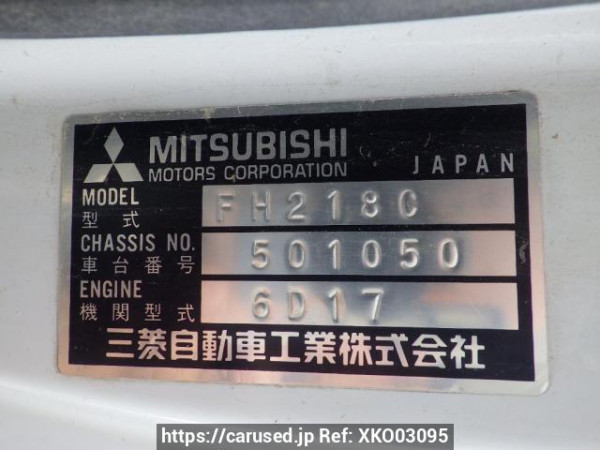 MITSUBISHI
MOTORS CORPORATION JAPAN
MODEL FH218C
型式
CHASSIS NO. 501050
車台番号
ENGINE 6D17
機関型式
三菱自動車工業株式会社
https://carused.jp Ref: XKO03095